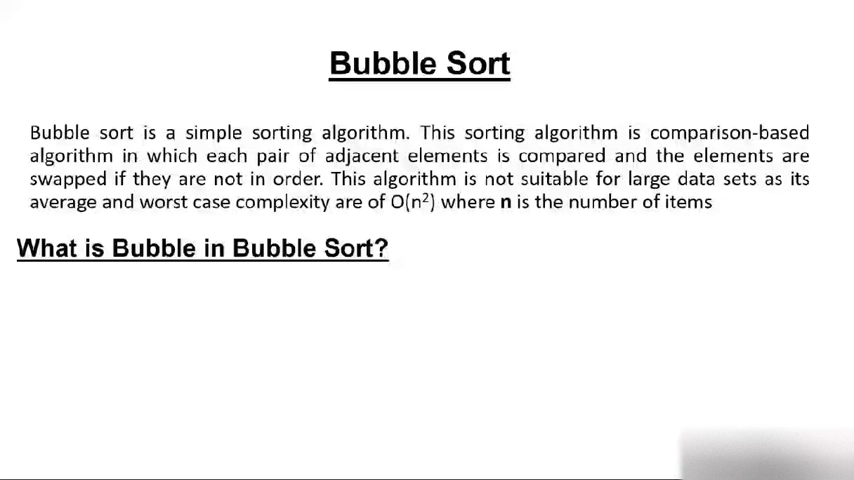 Bubble Sort
Bubble sort is a simple sorting algorithm. This sorting algorithm is comparison-based
algorithm in which each pair of adjacent elements is compared and the elements are
swapped if they are not in order. This algorithm is not suitable for large data sets as its
average and worst case complexity are of O(n²) where n is the number of items
What is Bubble in Bubble Sort?